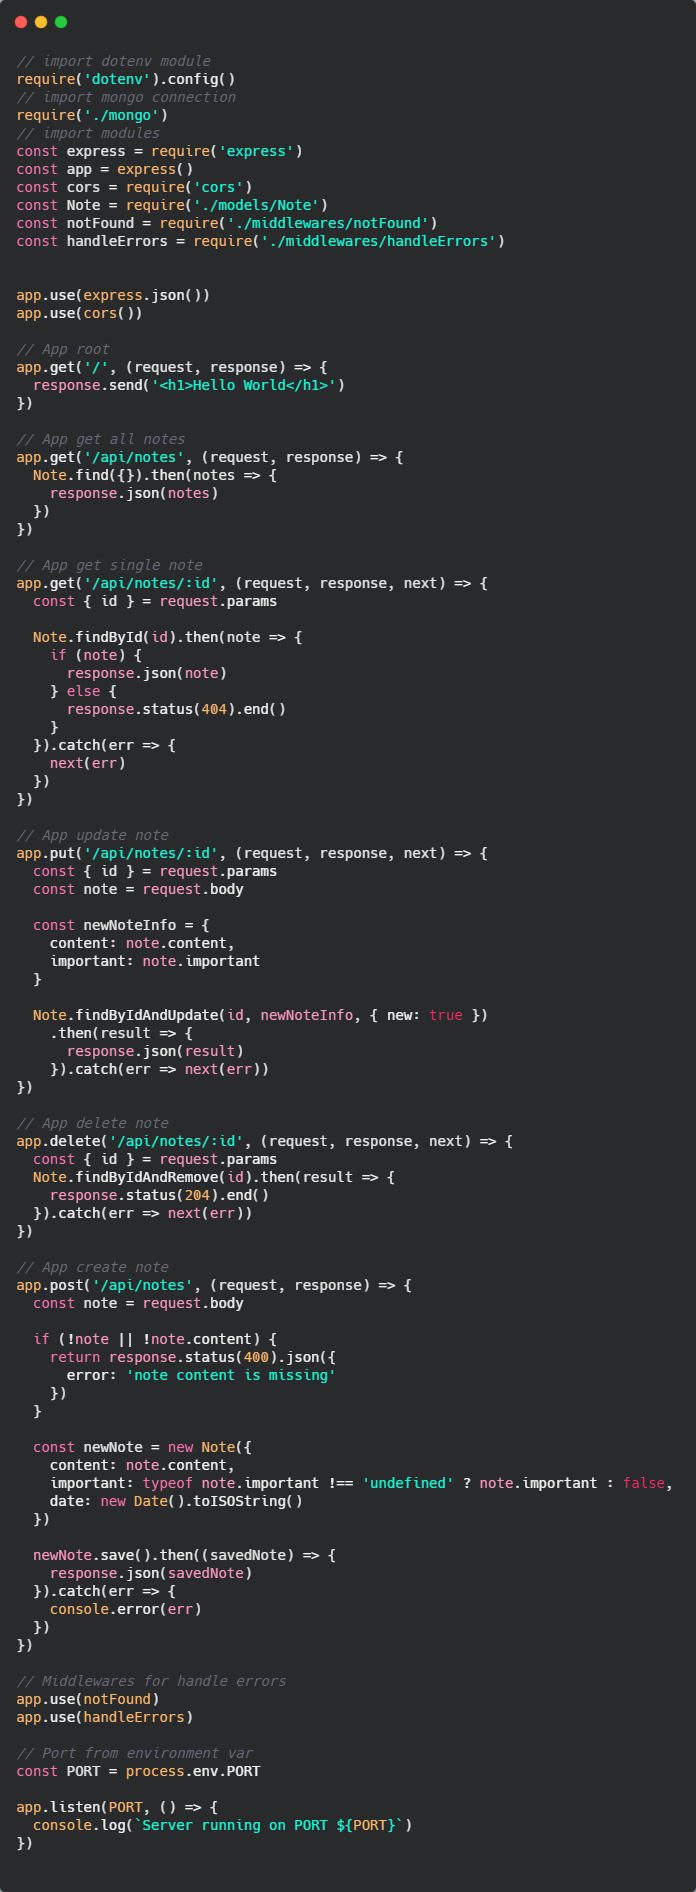 // import dotenv module
require('dotenv').config()
// import mongo connection
require('./mongo')
// import modules
const express = require('express')
const app = express()
const cors = require('cors')
const Note = require('./models/Note')
const notFound = require('./middlewares/notFound')
const handleErrors = require('./middlewares/handleErrors')


app.use(express.json())
app.use(cors())

// App root
app.get('/', (request, response) => {
  response.send('<h1>Hello World</h1>')
})

// App get all notes
app.get('/api/notes', (request, response) => {
  Note.find({}).then(notes => {
    response.json(notes)
  })
})

// App get single note
app.get('/api/notes/:id', (request, response, next) => {
  const { id } = request.params

  Note.findById(id).then(note => {
    if (note) {
      response.json(note)
    } else {
      response.status(404).end()
    }
  }).catch(err => {
    next(err)
  })
})

// App update note
app.put('/api/notes/:id', (request, response, next) => {
  const { id } = request.params
  const note = request.body

  const newNoteInfo = {
    content: note.content,
    important: note.important
  }

  Note.findByIdAndUpdate(id, newNoteInfo, { new: true })
    .then(result => {
      response.json(result)
    }).catch(err => next(err))
})

// App delete note
app.delete('/api/notes/:id', (request, response, next) => {
  const { id } = request.params
  Note.findByIdAndRemove(id).then(result => {
    response.status(204).end()
  }).catch(err => next(err))
})

// App create note
app.post('/api/notes', (request, response) => {
  const note = request.body

  if (!note || !note.content) {
    return response.status(400).json({
      error: 'note content is missing'
    })
  }

  const newNote = new Note({
    content: note.content,
    important: typeof note.important !== 'undefined' ? note.important : false,
    date: new Date().toISOString()
  })

  newNote.save().then((savedNote) => {
    response.json(savedNote)
  }).catch(err => {
    console.error(err)
  })
})

// Middlewares for handle errors
app.use(notFound)
app.use(handleErrors)

// Port from environment var
const PORT = process.env.PORT

app.listen(PORT, () => {
  console.log(`Server running on PORT ${PORT}`)
})